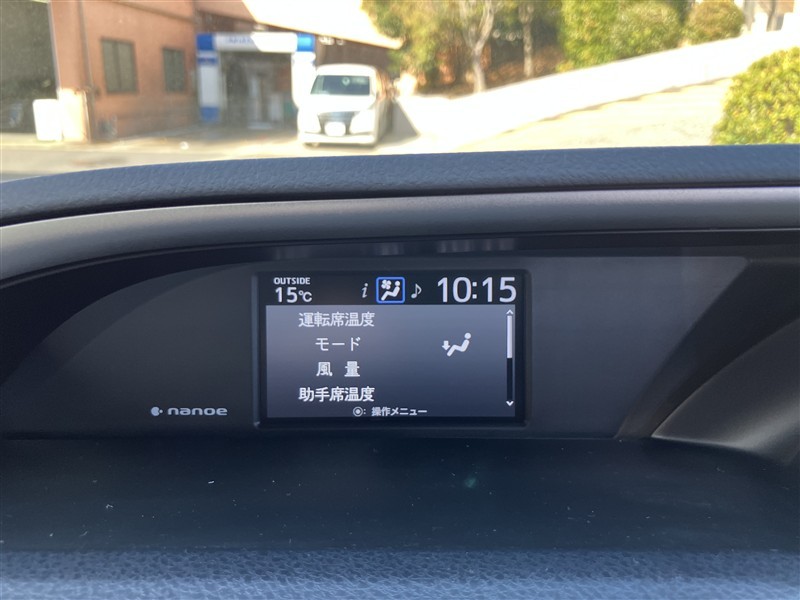 OUTSIDE
15℃
i
10:15
運転席温度
モード
風 量
助手席温度
◉: 操作メニュー
nanoe